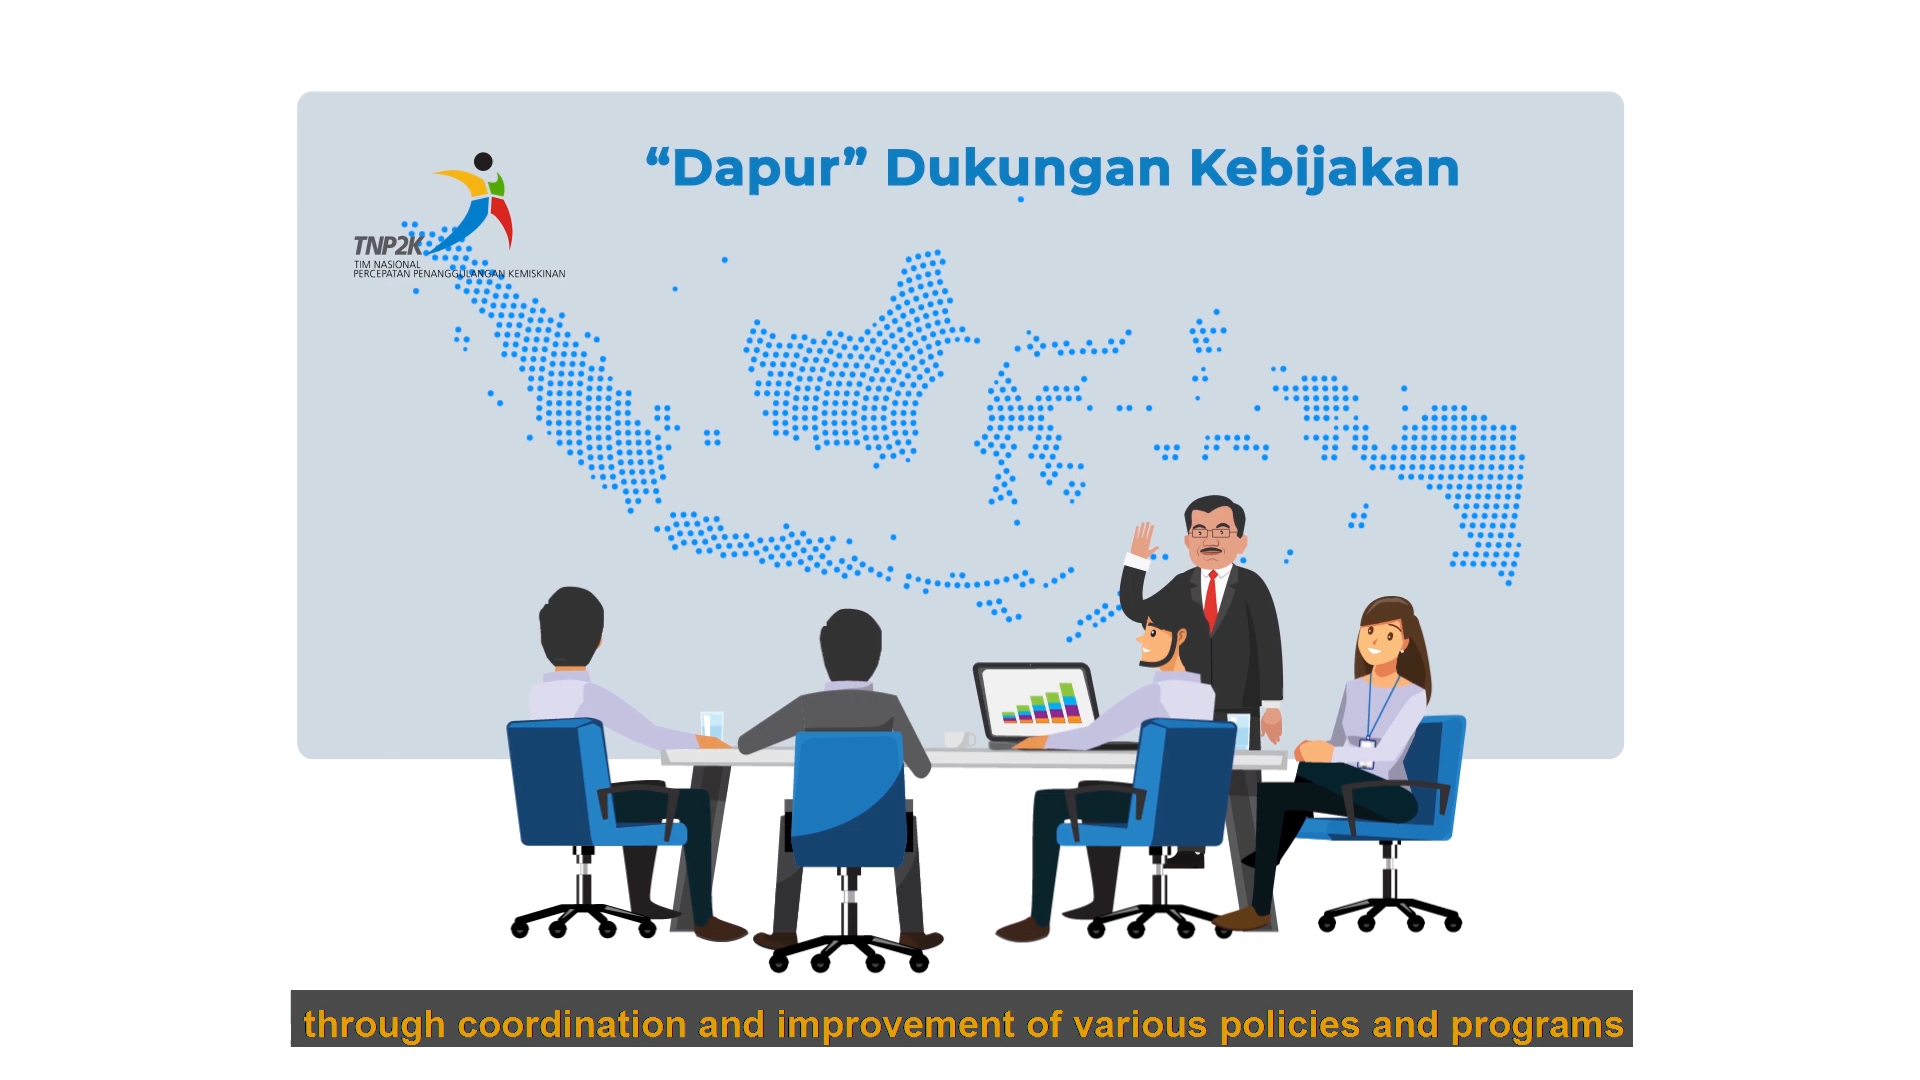 “Dapur” Dukungan Kebijakan
TNP2K
TIM NASIONAL
PERCEPATAN PENANGGULANGAN KEMISKINAN
through coordination and improvement of various policies and programs